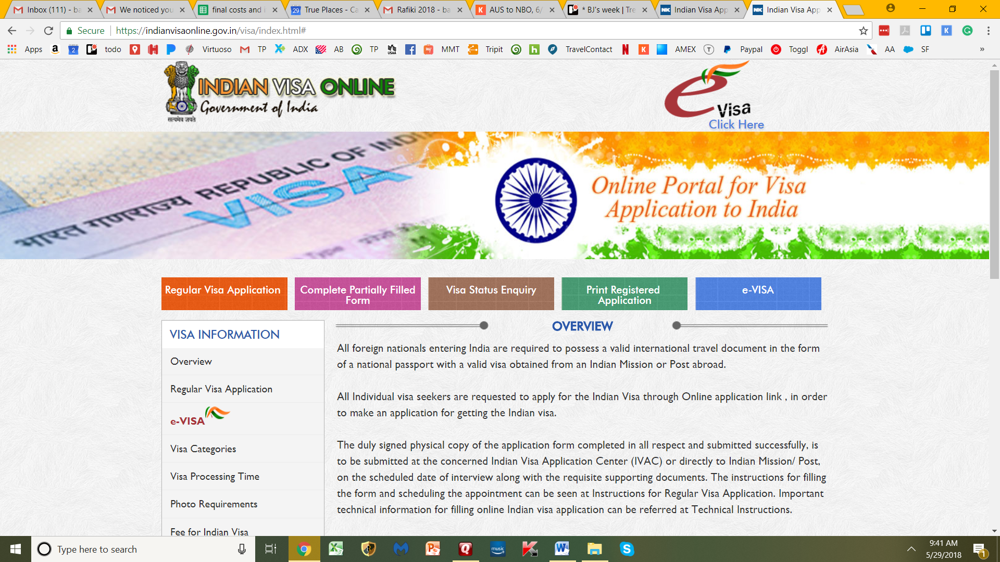 Inbox (111) - ba
We noticed you
final costs and i
29 True Places - Ca
Rafiki 2018 - ba
K AUS to NBO, 6/
* BJ's week | Tre
NK Indian Visa App
NK Indian Visa App
Secure https://indianvisaonline.gov.in/visa/index.html#
Apps 2 todo Virtuoso TP ADX AB TP USAA MMT Tripit TravelContact K AMEX Paypal Toggl AirAsia AA SF »
INDIAN VISA ONLINE
Government of India
सत्यमेव जयते
e Visa
Click Here
भारत गणराज्य REPUBLIC OF INDI
VISA
Online Portal for Visa
Application to India
Regular Visa Application
Complete Partially Filled
Form
Visa Status Enquiry
Print Registered
Application
e-VISA
VISA INFORMATION
Overview
Regular Visa Application
e-VISA
Visa Categories
Visa Processing Time
Photo Requirements
Fee for Indian Visa
OVERVIEW
All foreign nationals entering India are required to possess a valid international travel document in the form
of a national passport with a valid visa obtained from an Indian Mission or Post abroad.
All Individual visa seekers are requested to apply for the Indian Visa through Online application link , in order
to make an application for getting the Indian visa.
The duly signed physical copy of the application form completed in all respect and submitted successfully, is
to be submitted at the concerned Indian Visa Application Center (IVAC) or directly to Indian Mission/ Post,
on the scheduled date of interview along with the requisite supporting documents. The instructions for filling
the form and scheduling the appointment can be seen at Instructions for Regular Visa Application. Important
technical information for filling online Indian visa application can be referred at Technical Instructions.
Type here to search
music
9:41 AM
5/29/2018
1